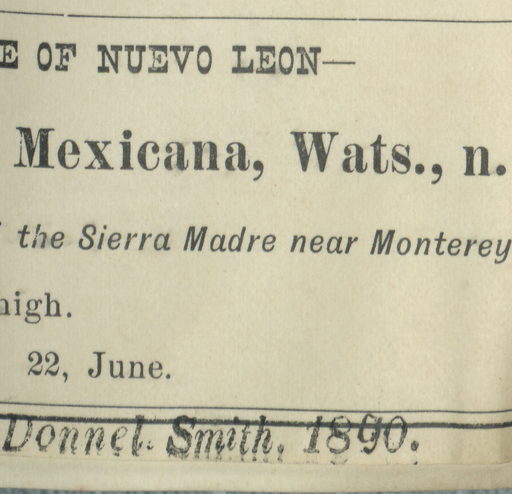 E OF NUEVO LEON—
Mexicana, Wats., n.
the Sierra Madre near Monterey
high.
22, June.
Donnel. Smith, 1890.